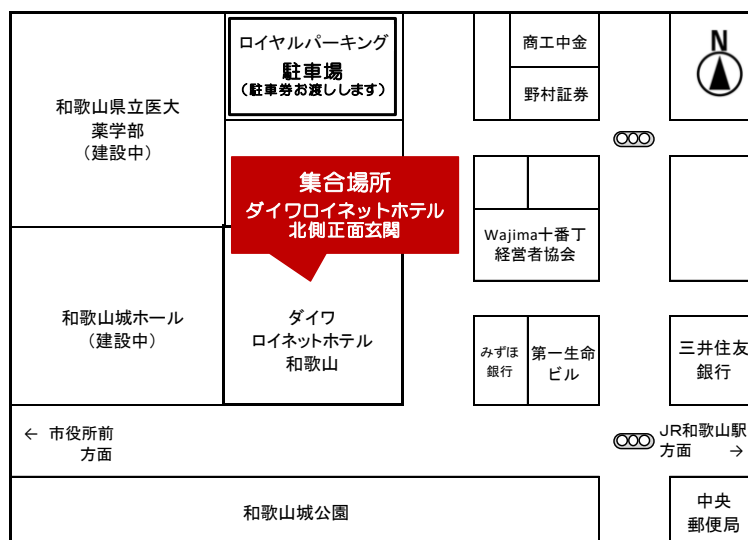 ロイヤルパーキング
駐車場
（駐車券お渡しします）
商工中金
野村証券
N
和歌山県立医大
薬学部
（建設中）
集合場所
ダイワロイネットホテル
北側正面玄関
Wajima十番丁
経営者協会
和歌山城ホール
（建設中）
ダイワ
ロイネットホテル
和歌山
みずほ
銀行
第一生命
ビル
三井住友
銀行
← 市役所前
方面
JR和歌山駅
方面 →
和歌山城公園
中央
郵便局